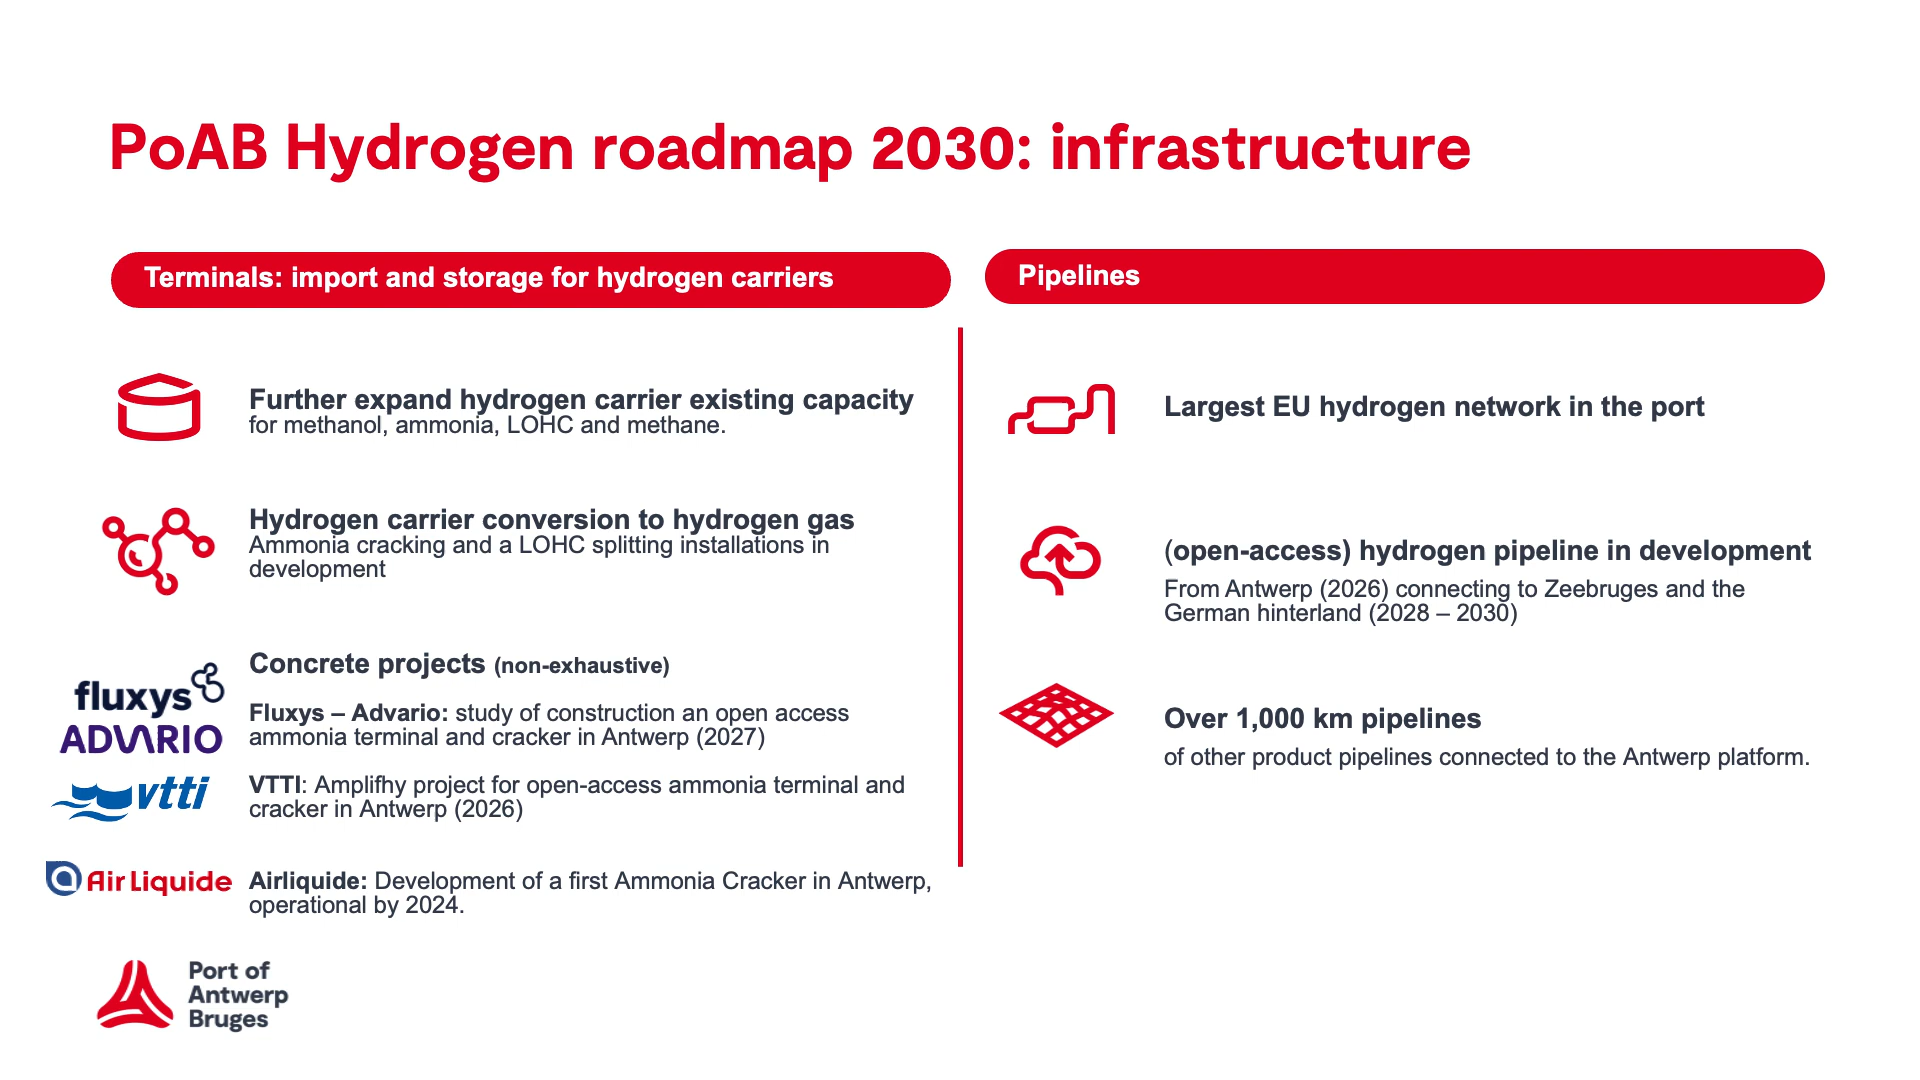 PoAB Hydrogen roadmap 2030: infrastructure
Terminals: import and storage for hydrogen carriers
Further expand hydrogen carrier existing capacity
for methanol, ammonia, LOHC and methane.
Hydrogen carrier conversion to hydrogen gas
Ammonia cracking and a LOHC splitting installations in
development
Concrete projects (non-exhaustive)
fluxys
ADVARIO
Fluxys – Advario: study of construction an open access
ammonia terminal and cracker in Antwerp (2027)
vtti
VTTI: Amplifhy project for open-access ammonia terminal and
cracker in Antwerp (2026)
Air Liquide
Airliquide: Development of a first Ammonia Cracker in Antwerp,
operational by 2024.
Pipelines
Largest EU hydrogen network in the port
(open-access) hydrogen pipeline in development
From Antwerp (2026) connecting to Zeebruges and the
German hinterland (2028 – 2030)
Over 1,000 km pipelines
of other product pipelines connected to the Antwerp platform.
Port of
Antwerp
Bruges